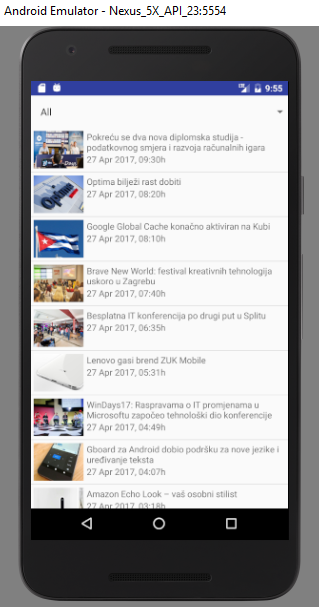 Android Emulator - Nexus_5X_API_23:5554
9:55
All
Pokreću se dva nova diplomska studija -
podatkovnog smjera i razvoja računalnih igara
27 Apr 2017, 09:30h
Optima bilježi rast dobiti
27 Apr 2017, 08:20h
Google Global Cache konačno aktiviran na Kubi
27 Apr 2017, 08:10h
Brave New World: festival kreativnih tehnologija
uskoro u Zagrebu
27 Apr 2017, 07:40h
Besplatna IT konferencija po drugi put u Splitu
27 Apr 2017, 06:35h
Lenovo gasi brend ZUK Mobile
27 Apr 2017, 05:31h
WinDays17: Raspravama o IT promjenama u
Microsoftu započeo tehnološki dio konferencije
27 Apr 2017, 04:49h
Gboard za Android dobio podršku za nove jezike i
uređivanje teksta
27 Apr 2017, 04:07h
Amazon Echo Look – vaš osobni stilist
27 Apr 2017, 03:18h